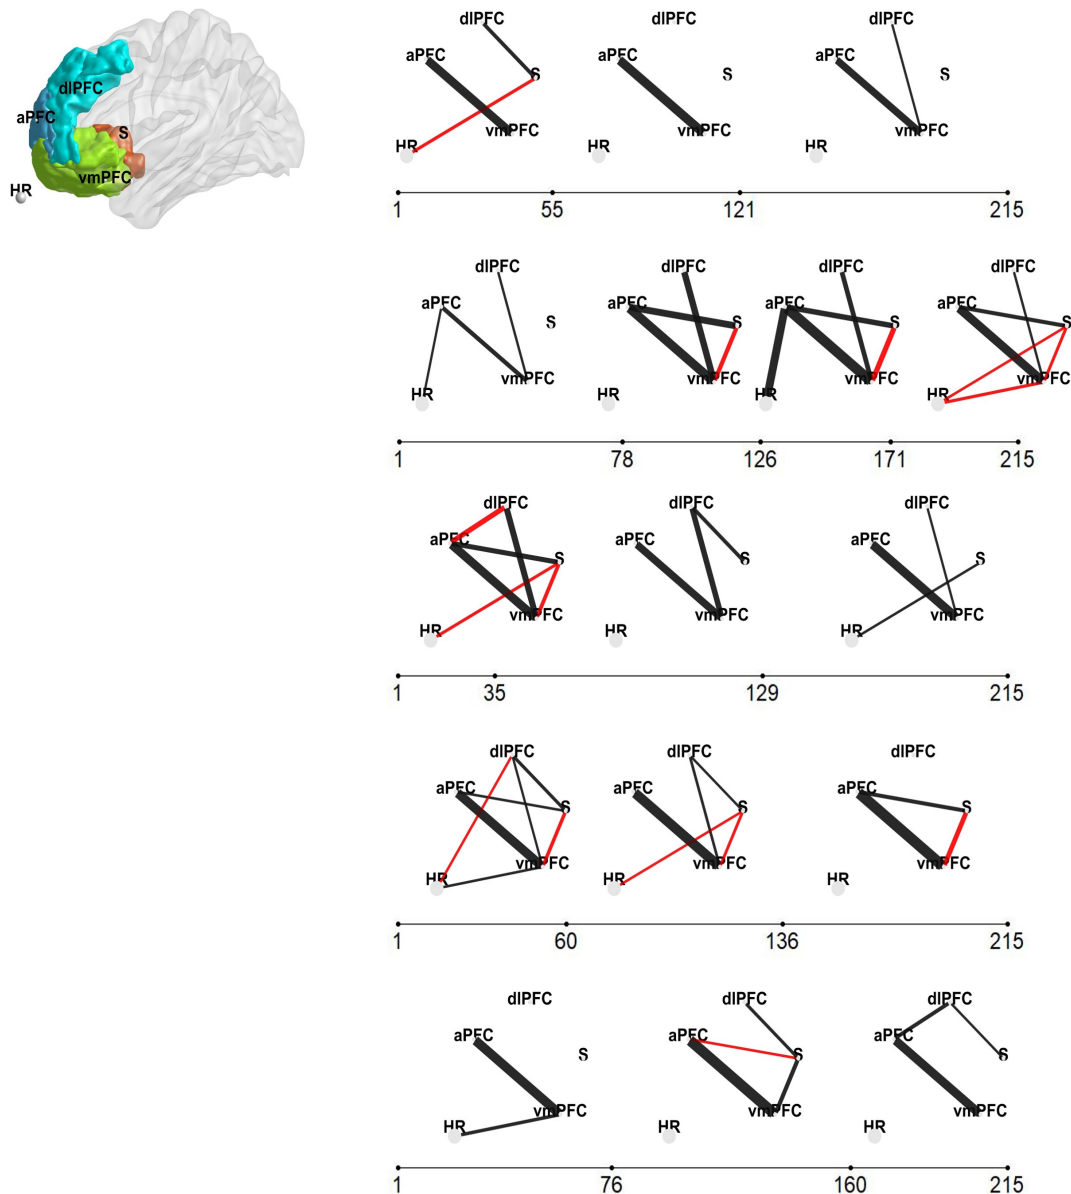 dlPFC
aPFC
S
vmPFC
HR
dlPFC
aPFC
S
vmPFC
HR
dlPFC
aPFC
S
vmPFC
HR
dlPFC
aPFC
S
vmPFC
HR
1 55 121 215
dlPFC
aPFC
S
vmPFC
HR
dlPFC
aPFC
S
vmPFC
HR
dlPFC
aPFC
S
vmPFC
HR
dlPFC
aPFC
S
vmPFC
HR
1 78 126 171 215
dlPFC
aPFC
S
vmPFC
HR
dlPFC
aPFC
S
vmPFC
HR
dlPFC
aPFC
S
vmPFC
HR
1 35 129 215
dlPFC
aPFC
S
vmPFC
HR
dlPFC
aPFC
S
vmPFC
HR
dlPFC
aPFC
S
vmPFC
HR
1 60 136 215
dlPFC
aPFC
S
vmPFC
HR
dlPFC
aPFC
S
vmPFC
HR
dlPFC
aPFC
S
vmPFC
HR
1 76 160 215